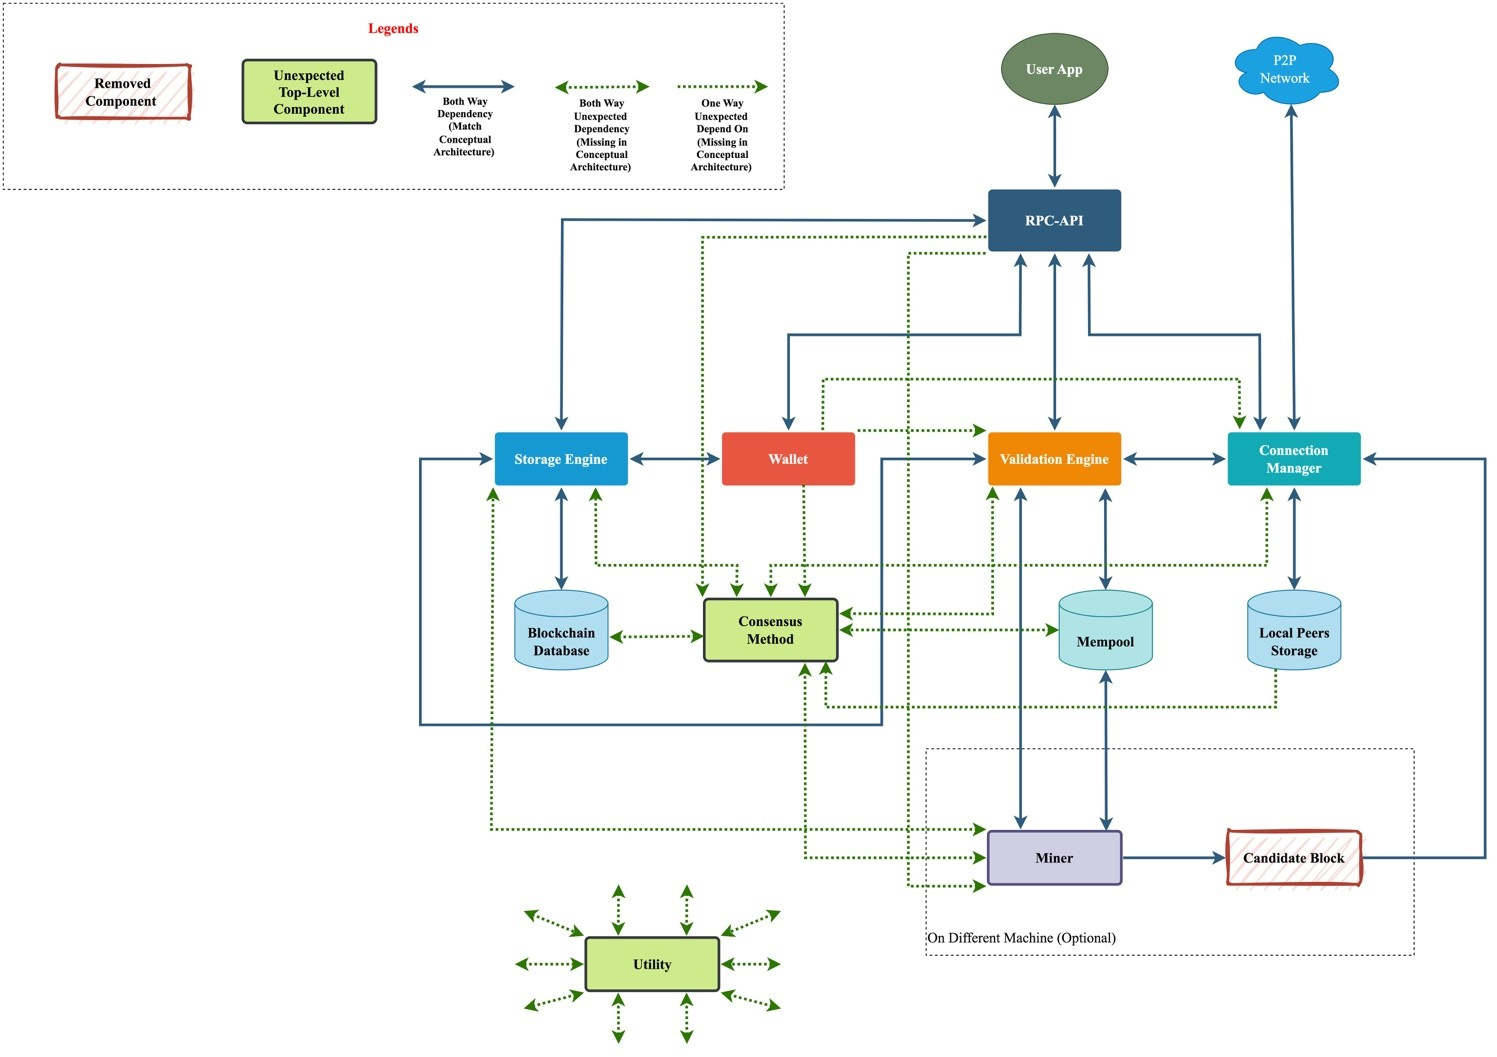 Legends
Removed
Component
Unexpected
Top-Level
Component
Both Way
Dependency
(Match
Conceptual
Architecture)
Both Way
Unexpected
Dependency
(Missing in
Conceptual
Architecture)
One Way
Unexpected
Depend On
(Missing in
Conceptual
Architecture)
User App
P2P
Network
RPC-API
Storage Engine
Wallet
Validation Engine
Connection
Manager
Blockchain
Database
Consensus
Method
Mempool
Local Peers
Storage
Miner
Candidate Block
On Different Machine (Optional)
Utility